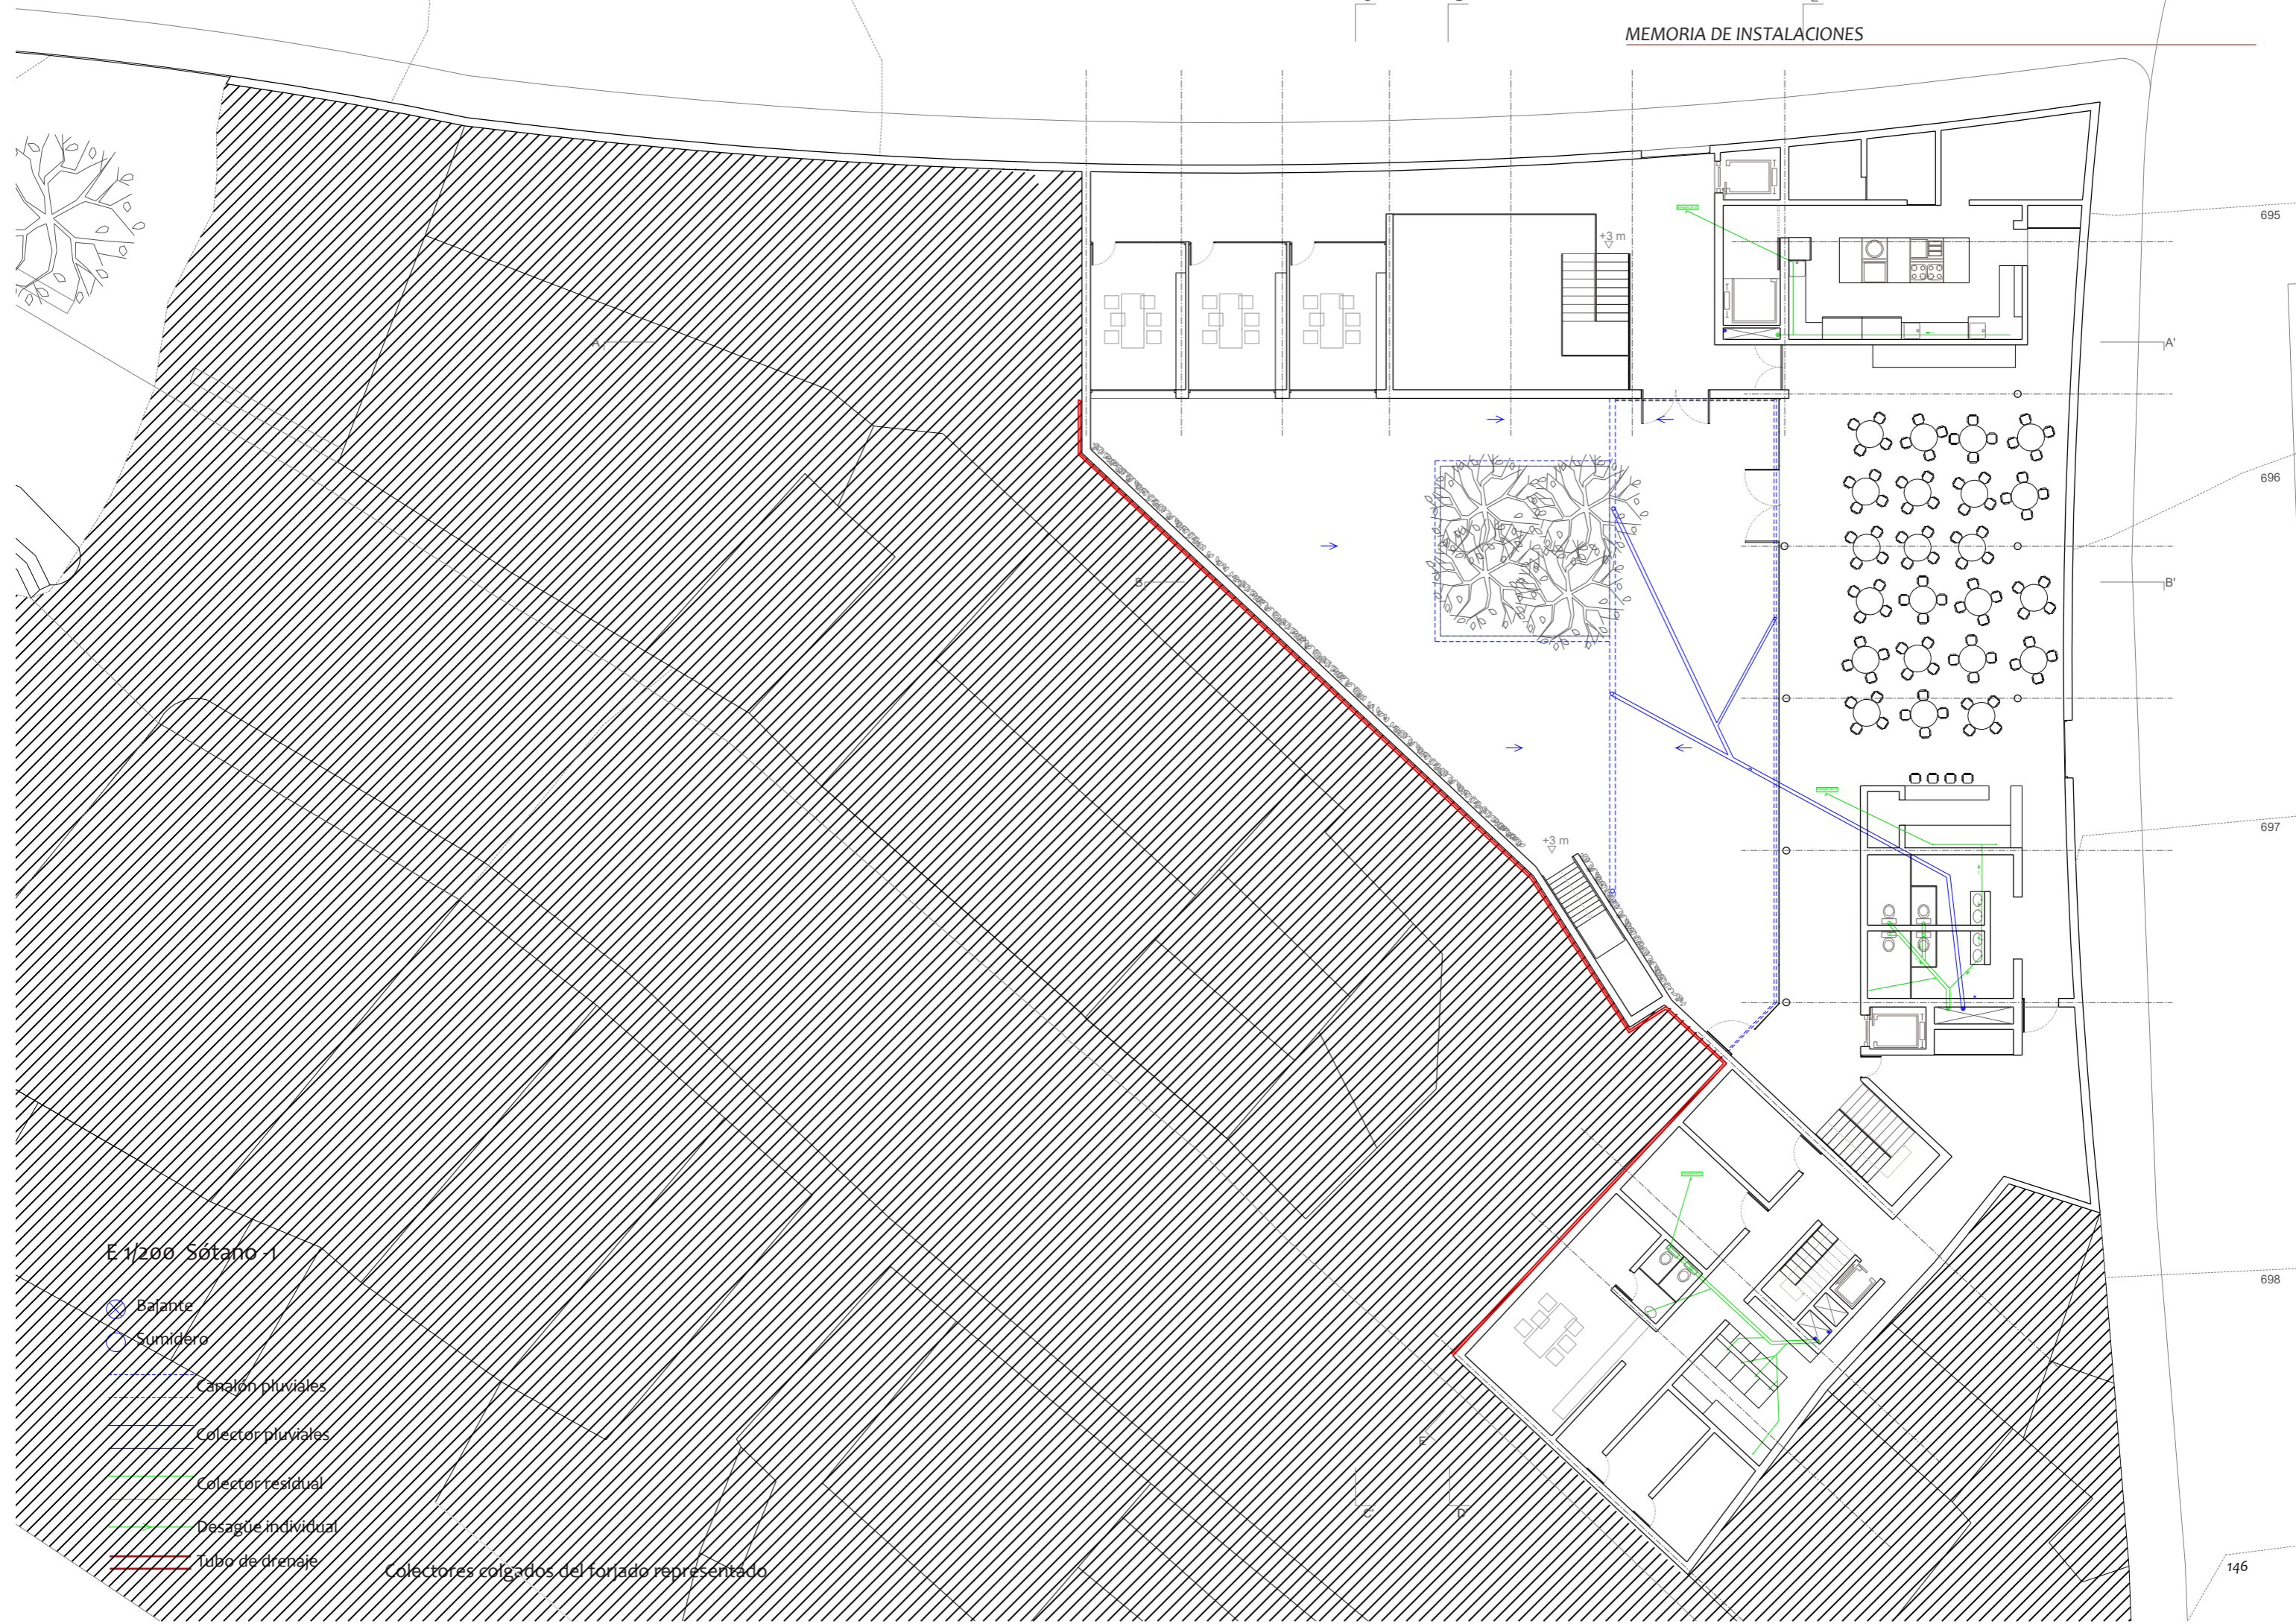 MEMORIA DE INSTALACIONES
695
+3 m
A
A'
696
B
B'
697
+3 m
E 1/200 Sótano -1
698
Bajante
Sumidero
Canalón pluviales
Colector pluviales
E'
Colector residual
C'
D'
Desagüe individual
Tubo de drenaje
Colectores colgados del forjado representado
146